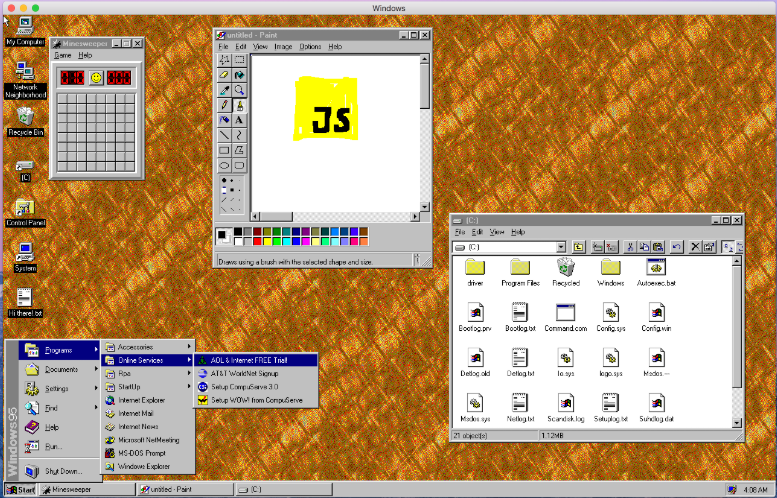 Windows
My Computer
Network Neighborhood
Recycle Bin
(C:)
Control Panel
System
Hi there!.txt
Minesweeper
Game Help
untitled - Paint
File Edit View Image Options Help
A
JS
Draws using a brush with the selected shape and size.
(C:)
File Edit View Help
(C:)
driver Program Files Recycled Windows Autoexec.bat
Bootlog.prv Bootlog.txt Command.com Config.sys Config.win
Detlog.old Detlog.txt Io.sys logo.sys Msdos.---
Msdos.sys Netlog.txt Scandisk.log Setuplog.txt Suhdlog.dat
21 object(s) 1.12MB
Windows95
Programs
Documents
Settings
Find
Help
Run...
Shut Down...
Accessories
Online Services
StartUp
Internet Explorer
Internet Mail
Internet News
Microsoft NetMeeting
MS-DOS Prompt
Windows Explorer
AOL & Internet FREE Trial!
AT&T WorldNet Signup
Setup CompuServe 3.0
Setup WOW! from CompuServe
Start Minesweeper untitled - Paint (C:) 4:08 AM